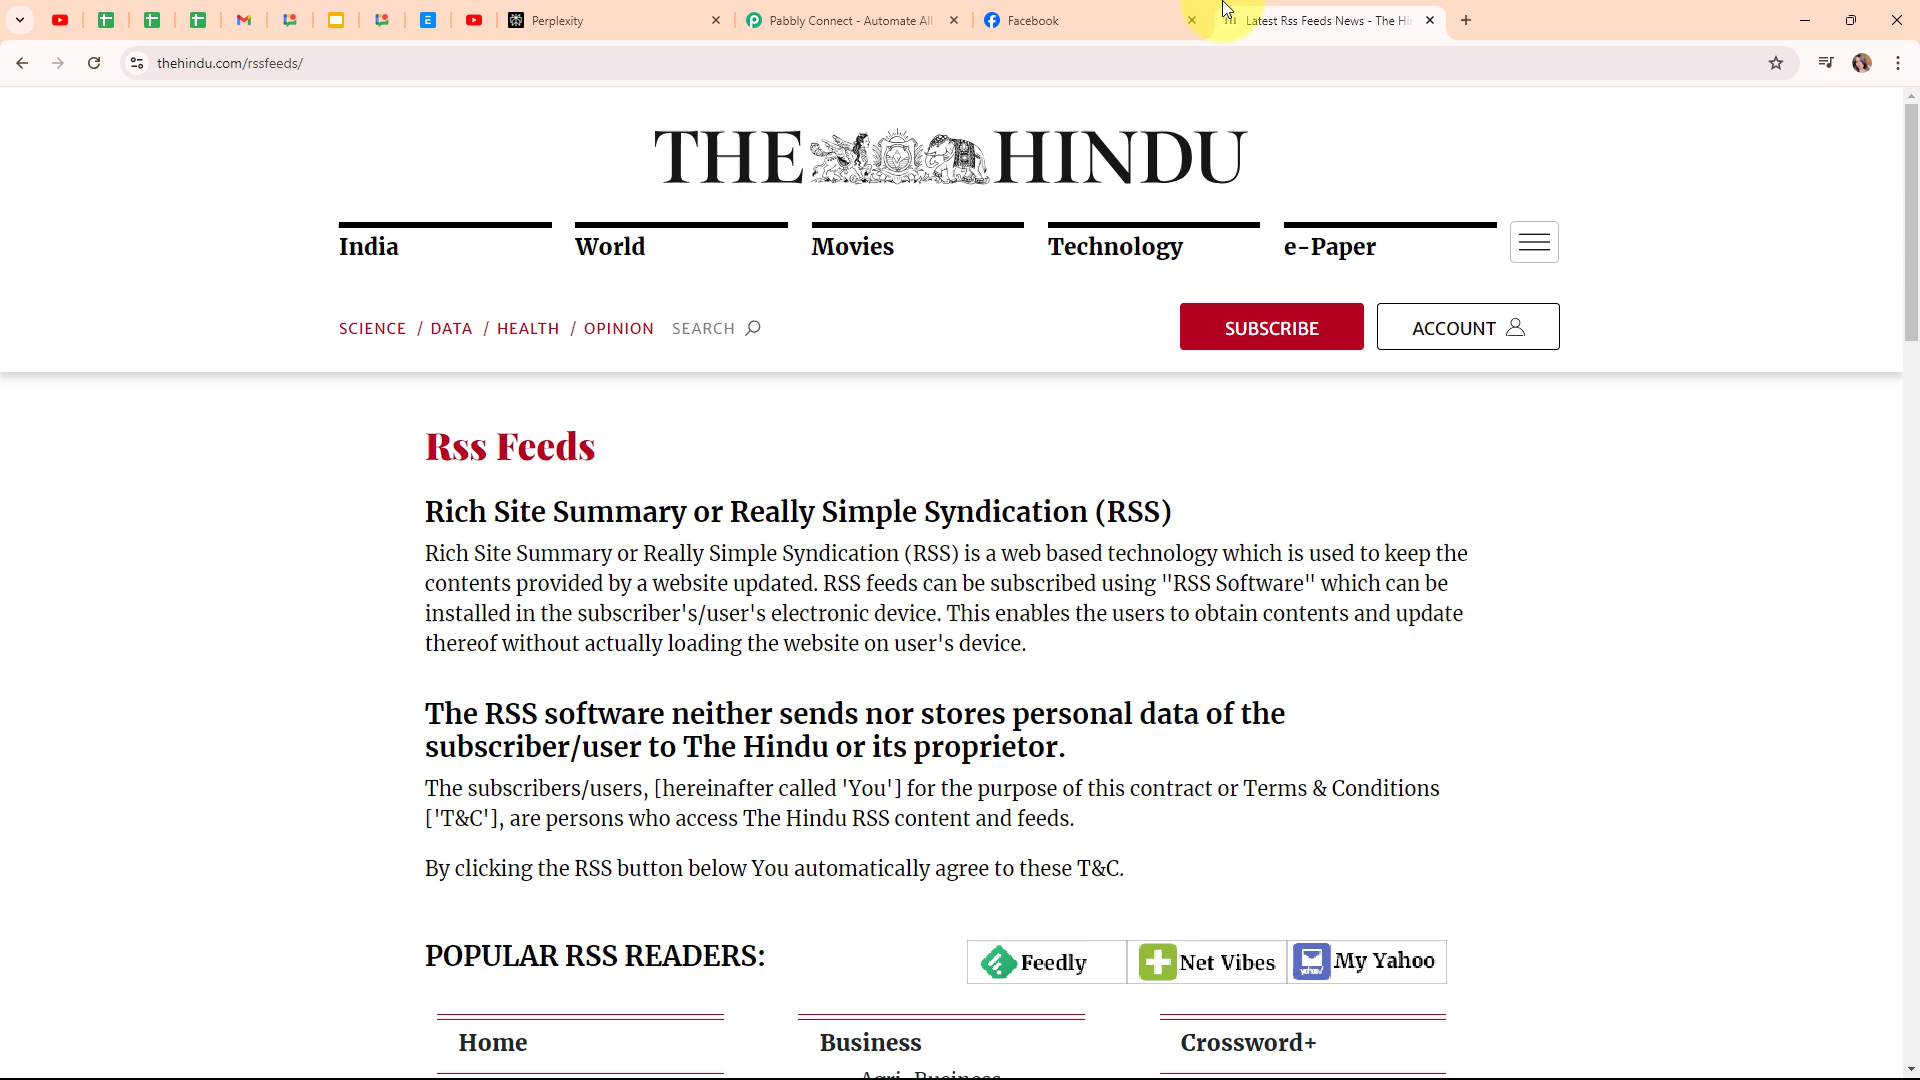 Perplexity
Pabbly Connect - Automate All
Facebook
Latest Rss Feeds News - The Hi
thehindu.com/rssfeeds/
THE HINDU
India
World
Movies
Technology
e-Paper
SCIENCE / DATA / HEALTH / OPINION SEARCH
SUBSCRIBE
ACCOUNT
Rss Feeds
Rich Site Summary or Really Simple Syndication (RSS)
Rich Site Summary or Really Simple Syndication (RSS) is a web based technology which is used to keep the
contents provided by a website updated. RSS feeds can be subscribed using "RSS Software" which can be
installed in the subscriber's/user's electronic device. This enables the users to obtain contents and update
thereof without actually loading the website on user's device.
The RSS software neither sends nor stores personal data of the
subscriber/user to The Hindu or its proprietor.
The subscribers/users, [hereinafter called 'You'] for the purpose of this contract or Terms & Conditions
['T&C'], are persons who access The Hindu RSS content and feeds.
By clicking the RSS button below You automatically agree to these T&C.
POPULAR RSS READERS:
Feedly
Net Vibes
My Yahoo
Home
Business
Crossword+